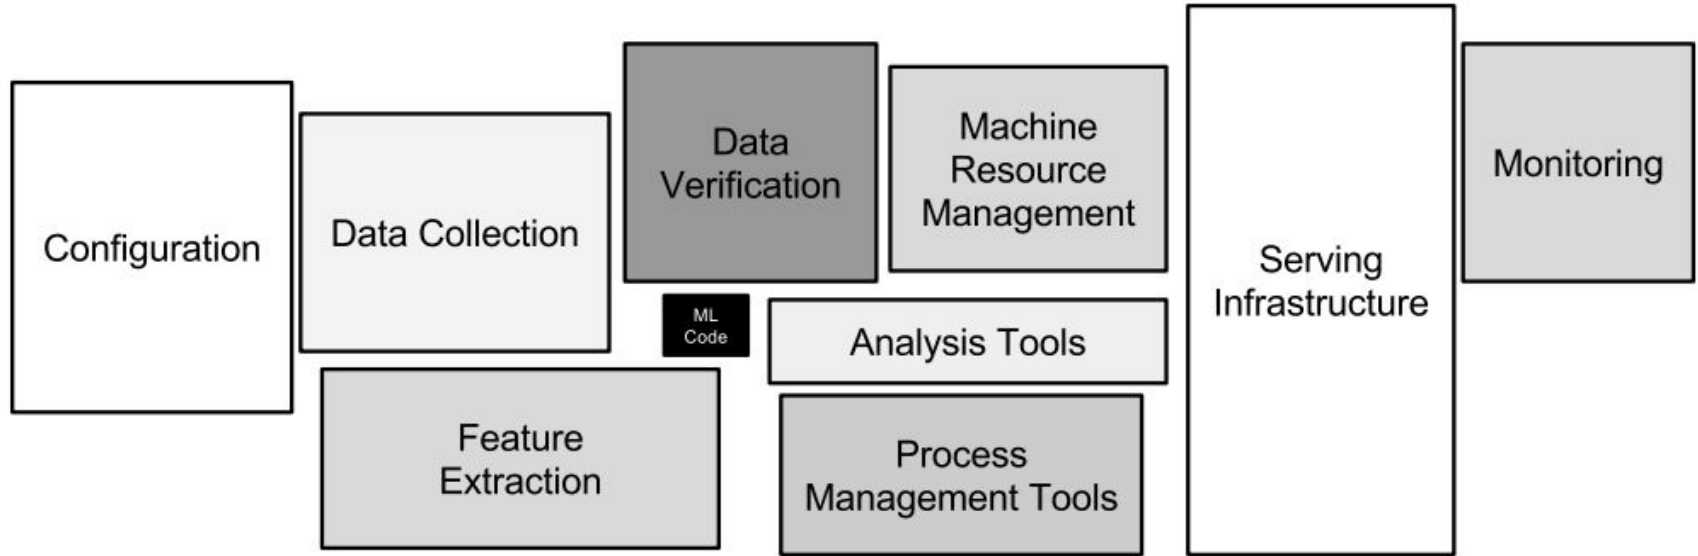 Configuration
Data Collection
Feature
Extraction
Data
Verification
ML
Code
Machine
Resource
Management
Analysis Tools
Process
Management Tools
Serving
Infrastructure
Monitoring